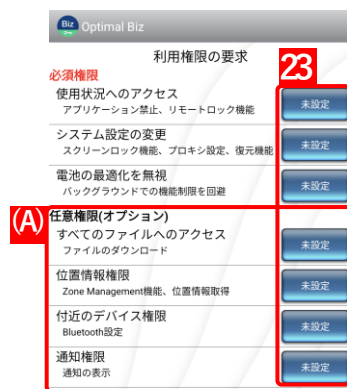 Biz Optimal Biz
利用権限の要求
23
必須権限
使用状況へのアクセス
アプリケーション禁止、リモートロック機能
未設定
システム設定の変更
スクリーンロック機能、プロキシ設定、復元機能
未設定
電池の最適化を無視
バックグラウンドでの機能制限を回避
未設定
(A)
任意権限(オプション)
すべてのファイルへのアクセス
ファイルのダウンロード
未設定
位置情報権限
Zone Management機能、位置情報取得
未設定
付近のデバイス権限
Bluetooth設定
未設定
通知権限
通知の表示
未設定